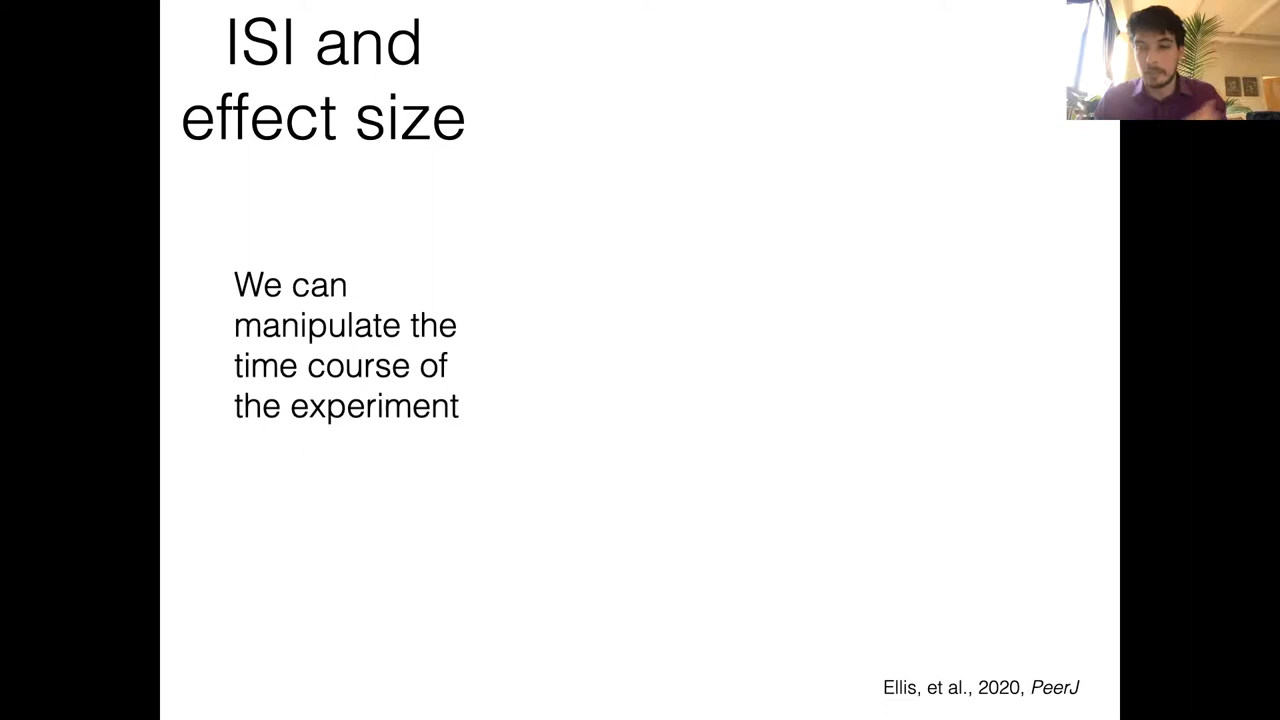 ISI and
effect size
We can
manipulate the
time course of
the experiment
Ellis, et al., 2020, PeerJ